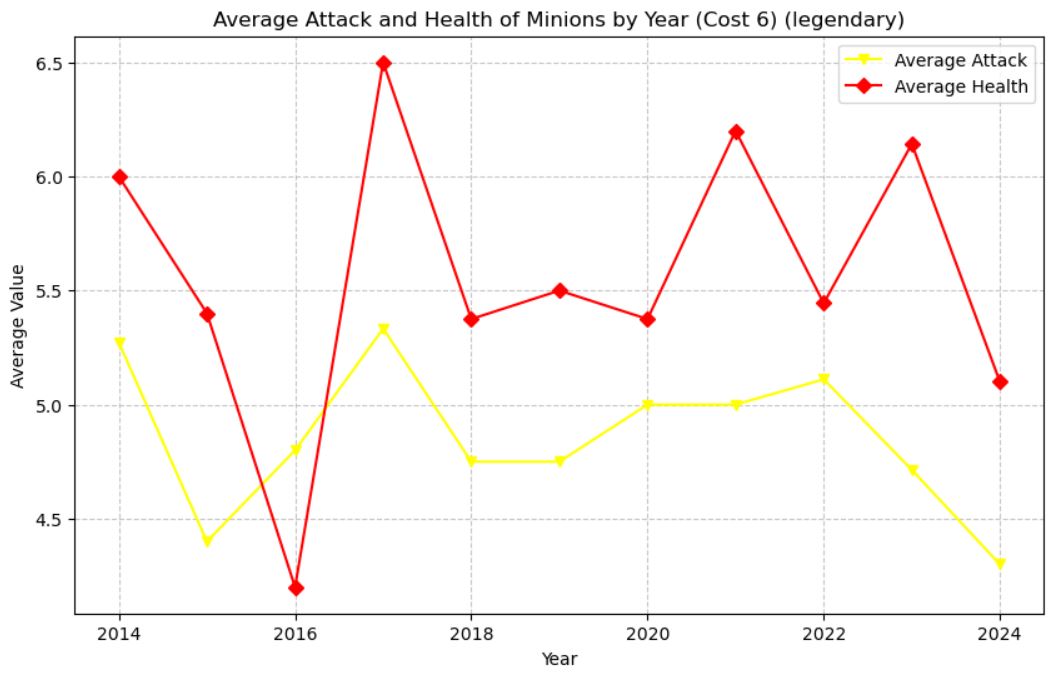 Average Attack and Health of Minions by Year (Cost 6) (legendary)
Average Attack
Average Health
6.5
6.0
5.5
5.0
4.5
Average Value
2014
2016
2018
2020
2022
2024
Year